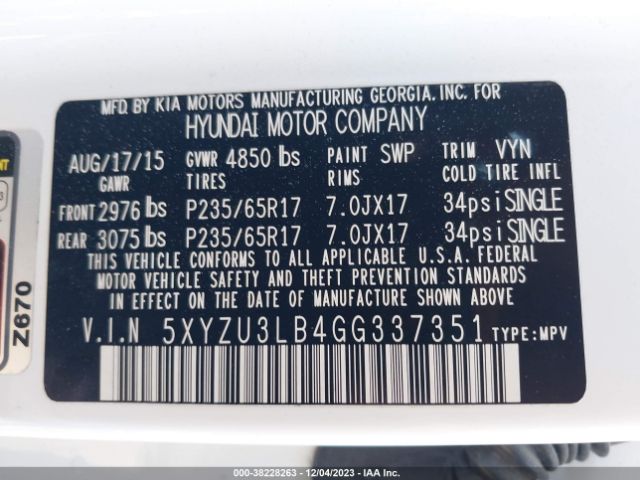 MFD BY KIA MOTORS MANUFACTURING GEORGIA, INC. FOR
HYUNDAI MOTOR COMPANY
AUG/17/15 GVWR 4850 lbs PAINT SWP TRIM VYN
GAWR TIRES RIMS COLD TIRE INFL
FRONT 2976 lbs P235/65R17 7.0JX17 34psi SINGLE
REAR 3075 lbs P235/65R17 7.0JX17 34psi SINGLE
THIS VEHICLE CONFORMS TO ALL APPLICABLE U.S.A. FEDERAL
MOTOR VEHICLE SAFETY AND THEFT PREVENTION STANDARDS
IN EFFECT ON THE DATE OF MANUFACTURE SHOWN ABOVE.
V.I.N 5XYZU3LB4GG337351 TYPE:MPV
Z670
000-38228263 - 12/04/2023 - IAA Inc.